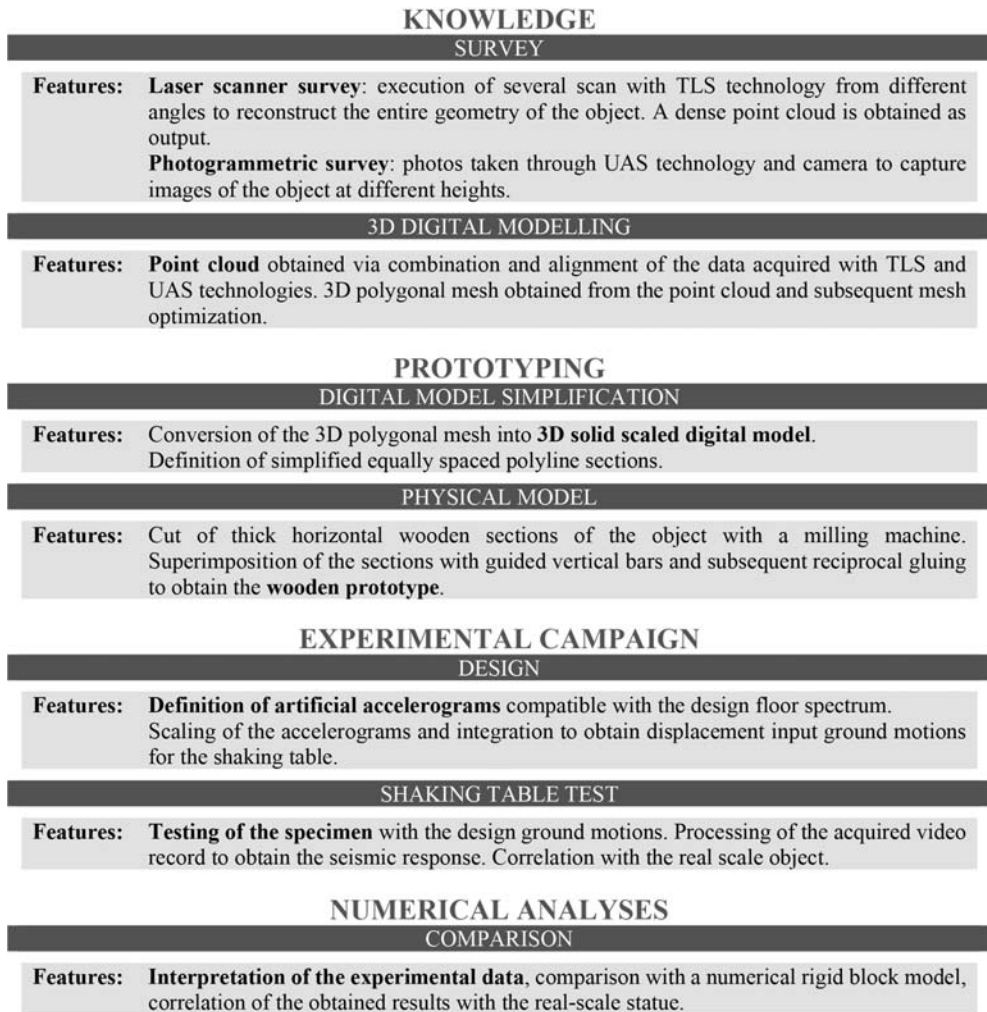 KNOWLEDGE
SURVEY
Features: Laser scanner survey: execution of several scan with TLS technology from different
angles to reconstruct the entire geometry of the object. A dense point cloud is obtained as
output.
Photogrammetric survey: photos taken through UAS technology and camera to capture
images of the object at different heights.
3D DIGITAL MODELLING
Features: Point cloud obtained via combination and alignment of the data acquired with TLS and
UAS technologies. 3D polygonal mesh obtained from the point cloud and subsequent mesh
optimization.
PROTOTYPING
DIGITAL MODEL SIMPLIFICATION
Features: Conversion of the 3D polygonal mesh into 3D solid scaled digital model.
Definition of simplified equally spaced polyline sections.
PHYSICAL MODEL
Features: Cut of thick horizontal wooden sections of the object with a milling machine.
Superimposition of the sections with guided vertical bars and subsequent reciprocal gluing
to obtain the wooden prototype.
EXPERIMENTAL CAMPAIGN
DESIGN
Features: Definition of artificial accelerograms compatible with the design floor spectrum.
Scaling of the accelerograms and integration to obtain displacement input ground motions
for the shaking table.
SHAKING TABLE TEST
Features: Testing of the specimen with the design ground motions. Processing of the acquired video
record to obtain the seismic response. Correlation with the real scale object.
NUMERICAL ANALYSES
COMPARISON
Features: Interpretation of the experimental data, comparison with a numerical rigid block model,
correlation of the obtained results with the real-scale statue.